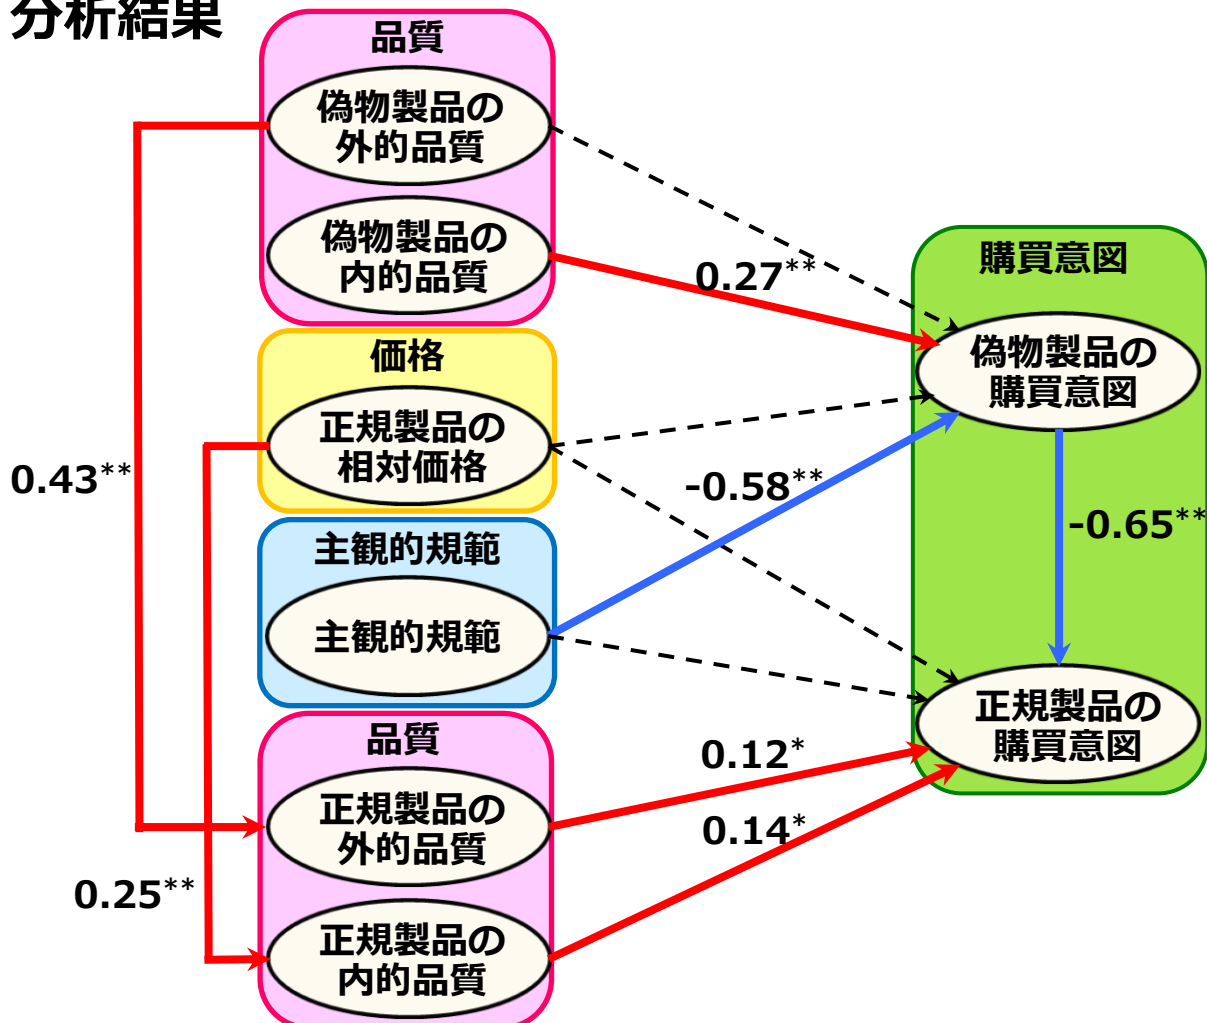 分析結果
品質
偽物製品の
外的品質
偽物製品の
内的品質
0.27**
購買意図
偽物製品の
購買意図
価格
正規製品の
相対価格
0.43**
-0.58**
-0.65**
主観的規範
主観的規範
正規製品の
購買意図
品質
正規製品の
外的品質
0.12*
0.14*
0.25**
正規製品の
内的品質